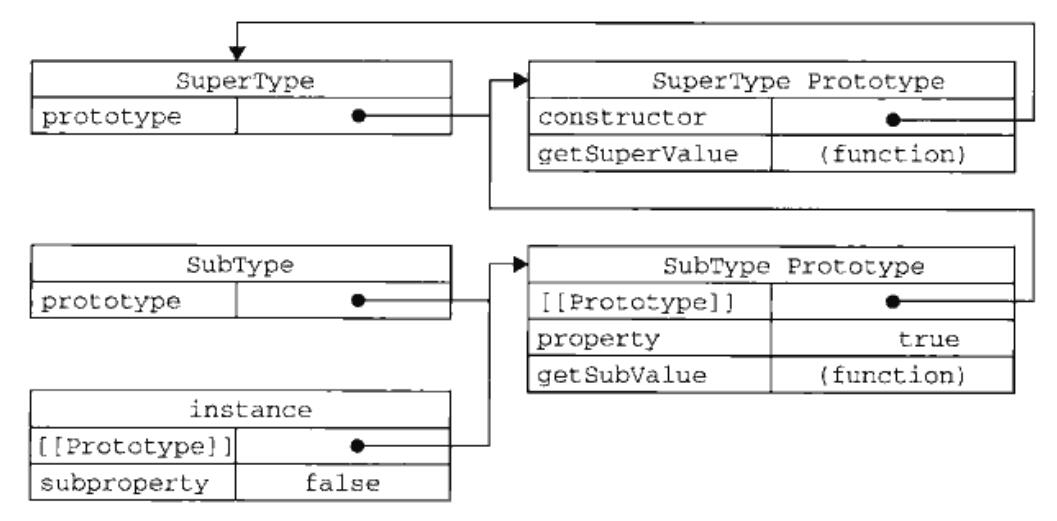 SuperType
prototype
SuperType Prototype
constructor
getSuperValue (function)
SubType
prototype
SubType Prototype
[[Prototype]]
property true
getSubValue (function)
instance
[[Prototype]]
subproperty false